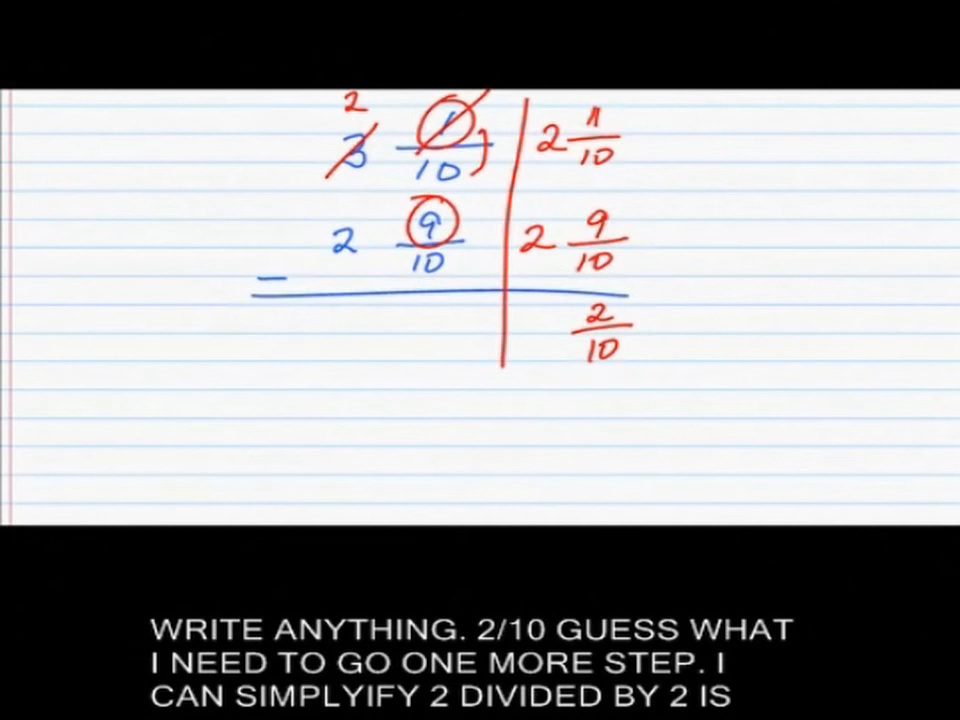 2
3 1/10 | 2 11/10
2 9/10 | 2 9/10
−
2/10
WRITE ANYTHING. 2/10 GUESS WHAT
I NEED TO GO ONE MORE STEP. I
CAN SIMPLYIFY 2 DIVIDED BY 2 IS